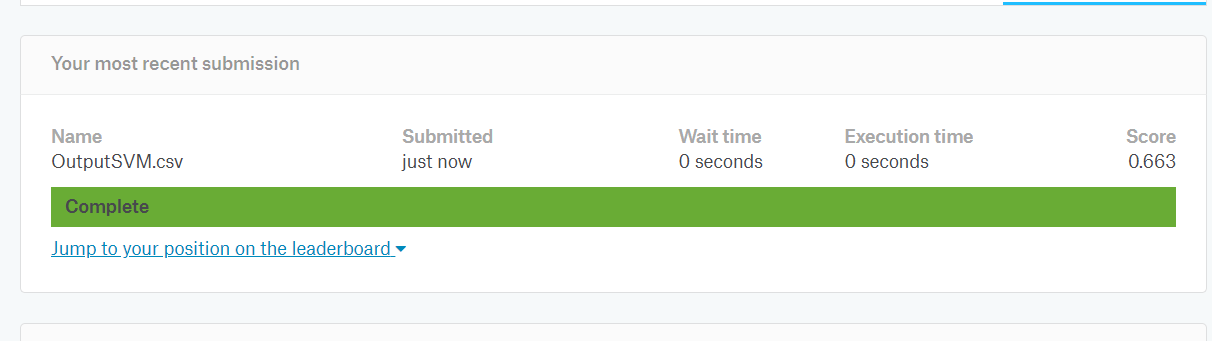 Your most recent submission
Name Submitted Wait time Execution time Score
OutputSVM.csv just now 0 seconds 0 seconds 0.663
Complete
Jump to your position on the leaderboard